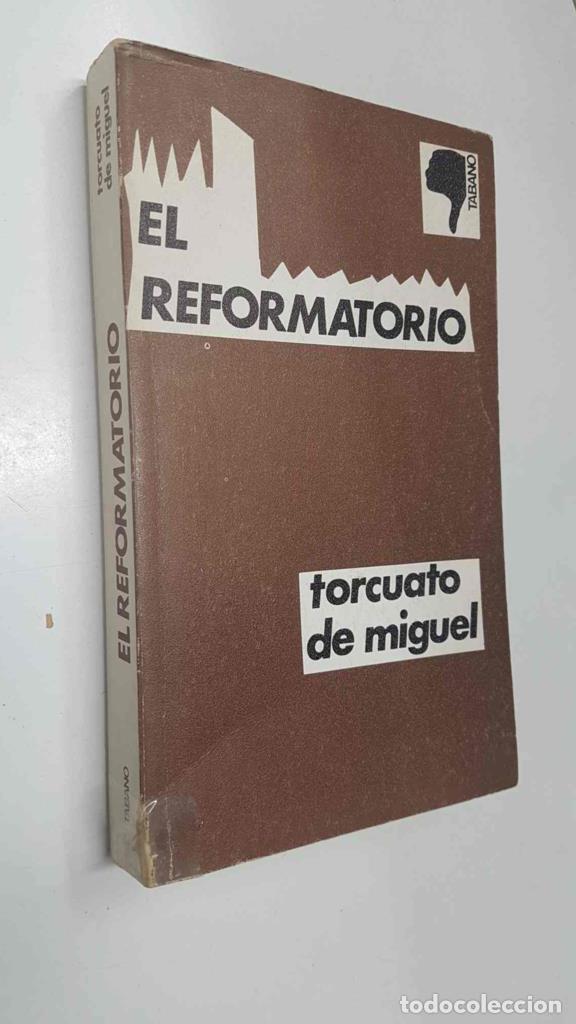 torcuato
de miguel
EL REFORMATORIO
TABANO
EL
REFORMATORIO
TABANO
torcuato
de miguel
todocoleccion